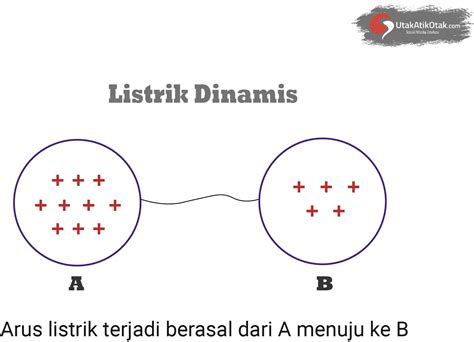 UtakAtikOtak.com
Social Media Edukasi
Listrik Dinamis
+ + +
+ + + +
+ + +
+ + +
+ +
A
B
Arus listrik terjadi berasal dari A menuju ke B